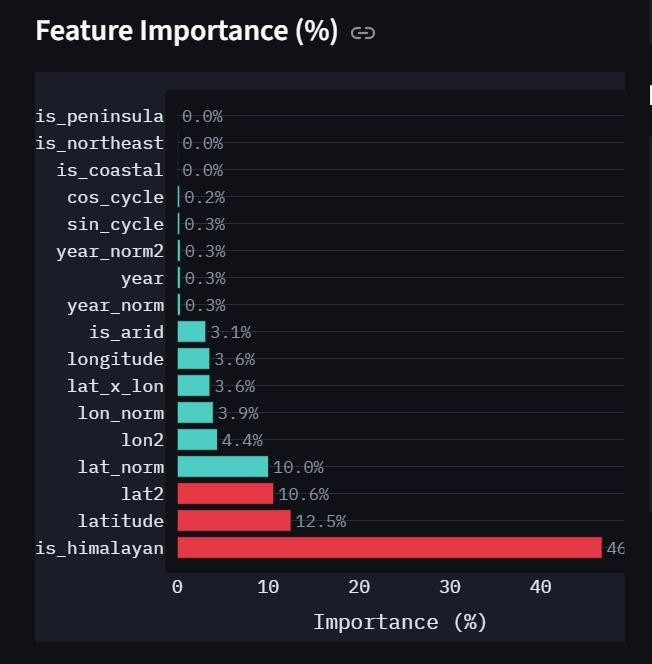 Feature Importance (%)
is_peninsula 0.0%
is_northeast 0.0%
is_coastal 0.0%
cos_cycle 0.2%
sin_cycle 0.3%
year_norm2 0.3%
year 0.3%
year_norm 0.3%
is_arid 3.1%
longitude 3.6%
lat_x_lon 3.6%
lon_norm 3.9%
lon2 4.4%
lat_norm 10.0%
lat2 10.6%
latitude 12.5%
is_himalayan 46
0 10 20 30 40
Importance (%)